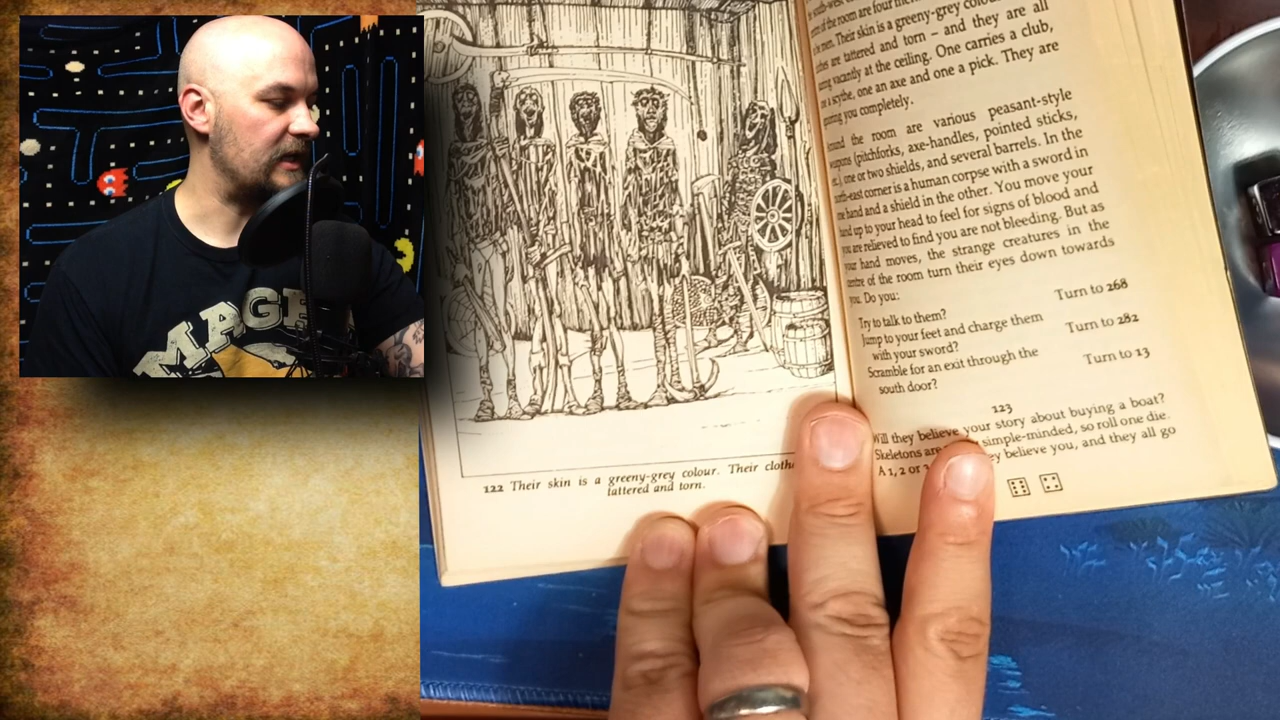 MAGE
south-west
of the room are four men
men. Their skin is a greeny-grey
clothes are tattered and torn – and they are all
vacantly at the ceiling. One carries a club,
one a scythe, one an axe and one a pick. They are
you completely.
the room are various peasant-style
weapons (pitchforks, axe-handles, pointed sticks,
etc.), one or two shields, and several barrels. In the
north-east corner is a human corpse with a sword in
one hand and a shield in the other. You move your
hand up to your head to feel for signs of blood and
you are relieved to find you are not bleeding. But as
your hand moves, the strange creatures in the
centre of the room turn their eyes down towards
you. Do you:
Try to talk to them? Turn to 268
Jump to your feet and charge them
with your sword? Turn to 282
Scramble for an exit through the
south door? Turn to 13
123
Will they believe your story about buying a boat?
Skeletons are simple-minded, so roll one die.
A 1, 2 or they believe you, and they all go
122 Their skin is a greeny-grey colour. Their
tattered and torn.